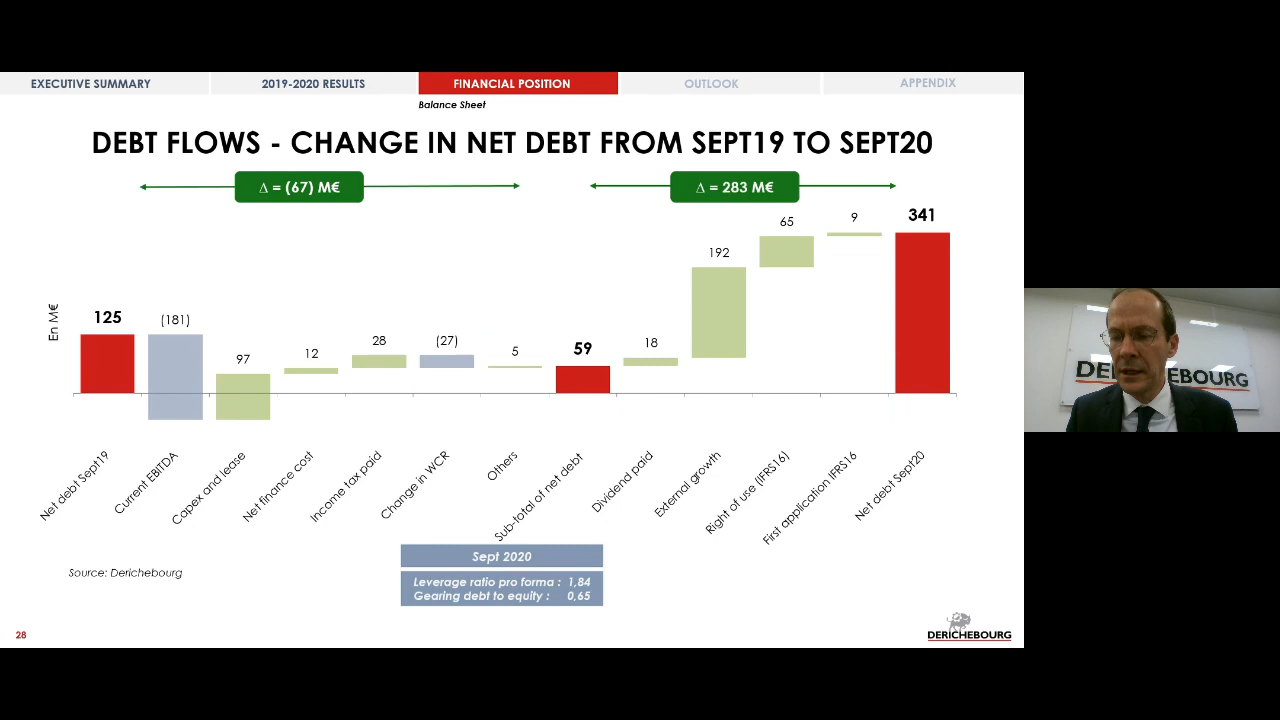 EXECUTIVE SUMMARY
2019-2020 RESULTS
FINANCIAL POSITION
OUTLOOK
APPENDIX
Balance Sheet
DEBT FLOWS - CHANGE IN NET DEBT FROM SEPT19 TO SEPT20
Δ = (67) M€
Δ = 283 M€
En M€
125
(181)
97
12
28
(27)
5
59
18
192
65
9
341
Net debt Sept19
Current EBITDA
Capex and lease
Net finance cost
Income tax paid
Change in WCR
Others
Sub-total of net debt
Dividend paid
External growth
Right of use (IFRS16)
First application IFRS16
Net debt Sept20
Sept 2020
Leverage ratio pro forma : 1,84
Gearing debt to equity : 0,65
Source: Derichebourg
28
DERICHEBOURG